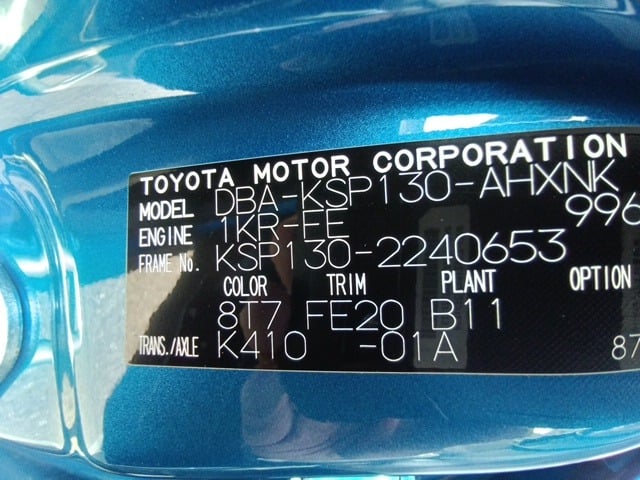 TOYOTA MOTOR CORPORATION
MODEL DBA-KSP130-AHXNK
ENGINE 1KR-FE 996
FRAME No. KSP130-2240653
COLOR TRIM PLANT OPTION
8T7 FE20 B11
TRANS./AXLE K410 -01A 87